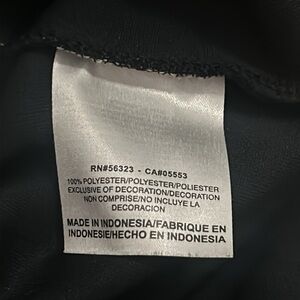 RN#56323 - CA#05553
100% POLYESTER/POLYESTER/POLIESTER
EXCLUSIVE OF DECORATION/DECORATION
NON COMPRISE/NO INCLUYE LA
DECORACION
MADE IN INDONESIA/FABRIQUE EN
INDONESIE/HECHO EN INDONESIA